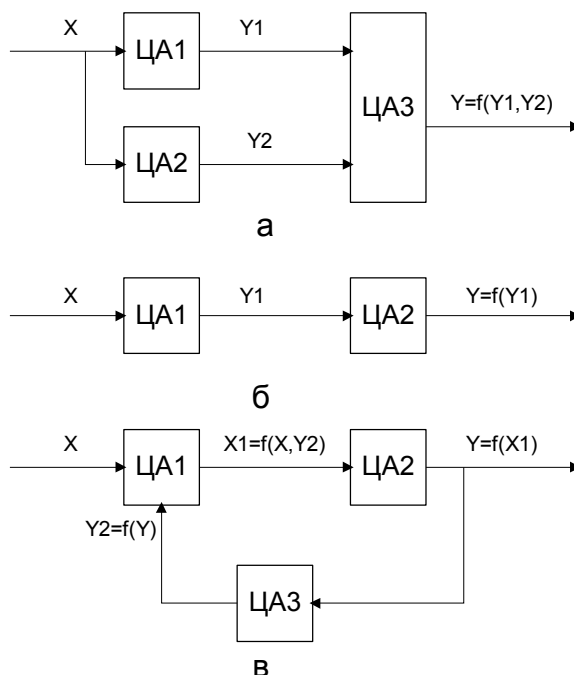 X
ЦА1
Y1
ЦА3
Y=f(Y1,Y2)
ЦА2
Y2
а
X
ЦА1
Y1
ЦА2
Y=f(Y1)
б
X
ЦА1
X1=f(X,Y2)
ЦА2
Y=f(X1)
Y2=f(Y)
ЦА3
в